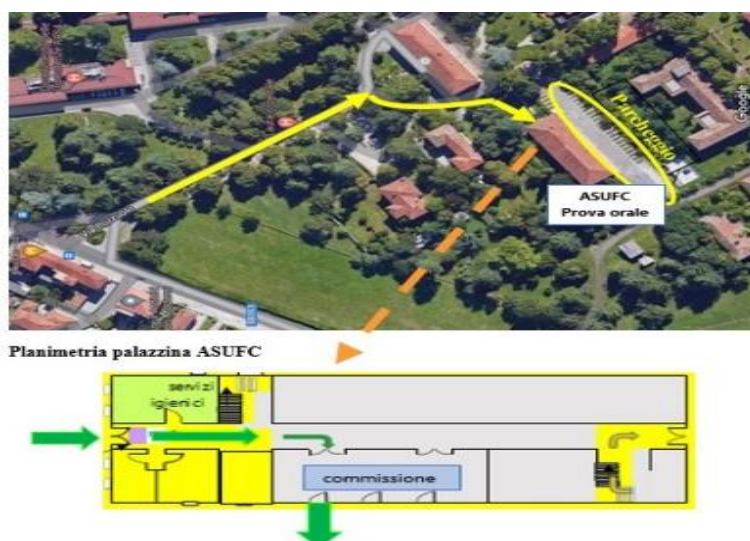 Parcheggio
Google
ASUFC
Prova orale
Planimetria palazzina ASUFC
servizi
igienici
commissione